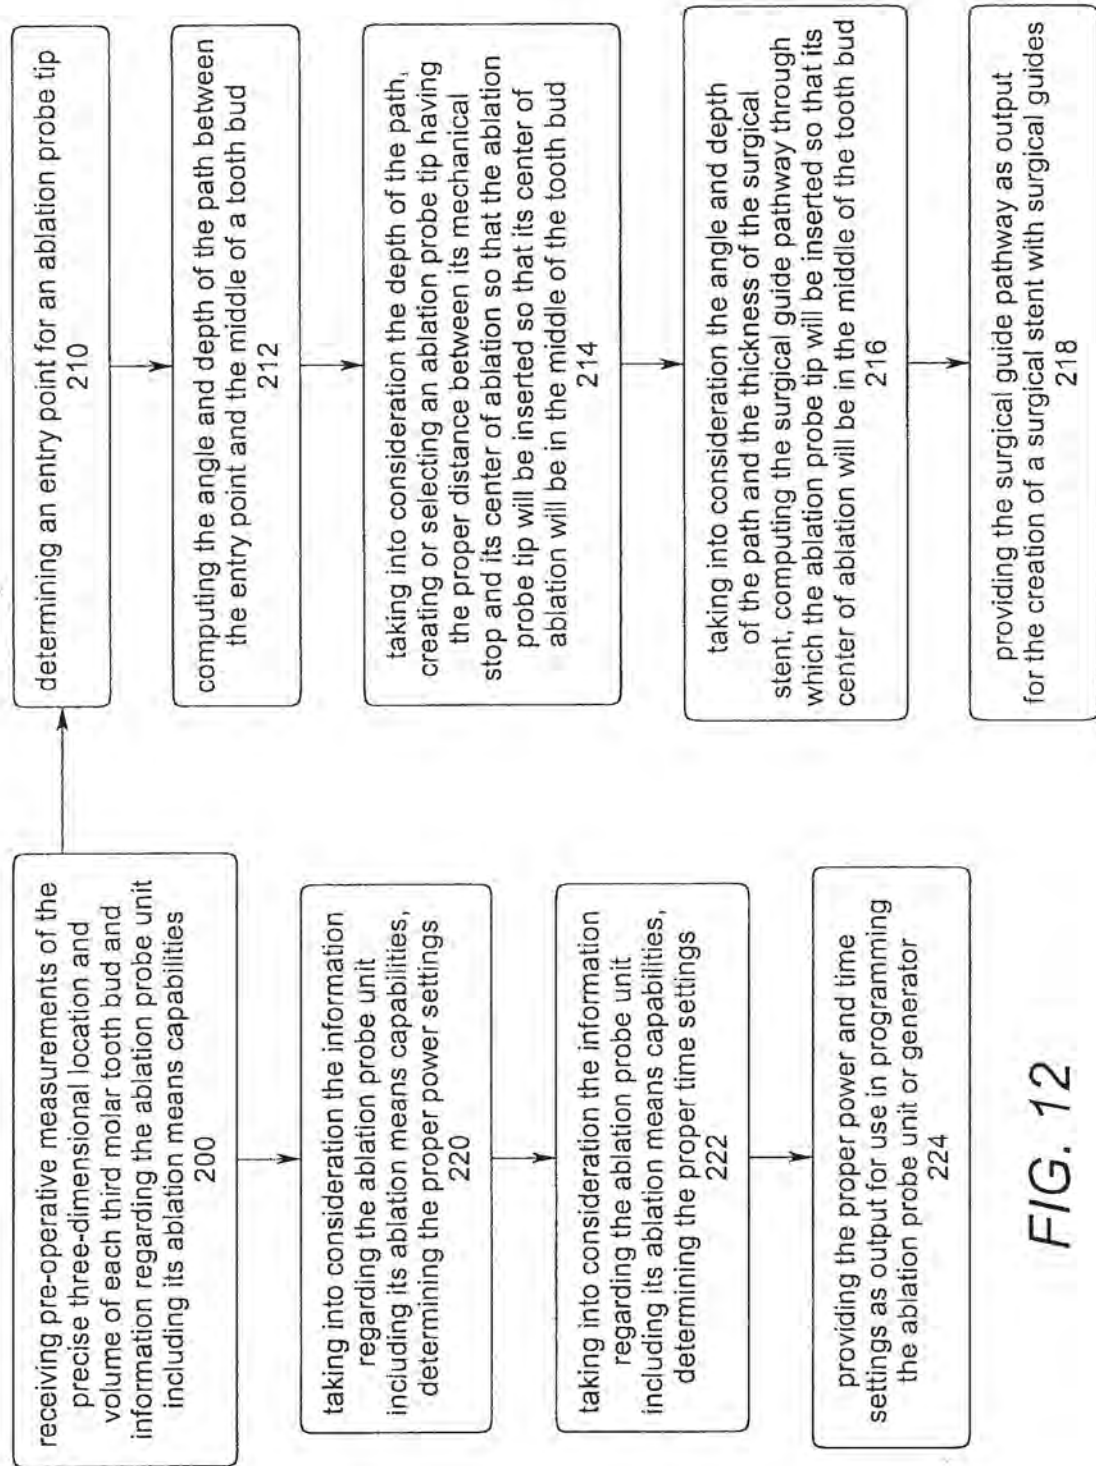 receiving pre-operative measurements of the
precise three-dimensional location and
volume of each third molar tooth bud and
information regarding the ablation probe unit
including its ablation means capabilities
200
taking into consideration the information
regarding the ablation probe unit
including its ablation means capabilities,
determining the proper power settings
220
taking into consideration the information
regarding the ablation probe unit
including its ablation means capabilities,
determining the proper time settings
222
providing the proper power and time
settings as output for use in programming
the ablation probe unit or generator
224
determining an entry point for an ablation probe tip
210
computing the angle and depth of the path between
the entry point and the middle of a tooth bud
212
taking into consideration the depth of the path,
creating or selecting an ablation probe tip having
the proper distance between its mechanical
stop and its center of ablation so that the ablation
probe tip will be inserted so that its center of
ablation will be in the middle of the tooth bud
214
taking into consideration the angle and depth
of the path and the thickness of the surgical
stent, computing the surgical guide pathway through
which the ablation probe tip will be inserted so that its
center of ablation will be in the middle of the tooth bud
216
providing the surgical guide pathway as output
for the creation of a surgical stent with surgical guides
218
FIG. 12